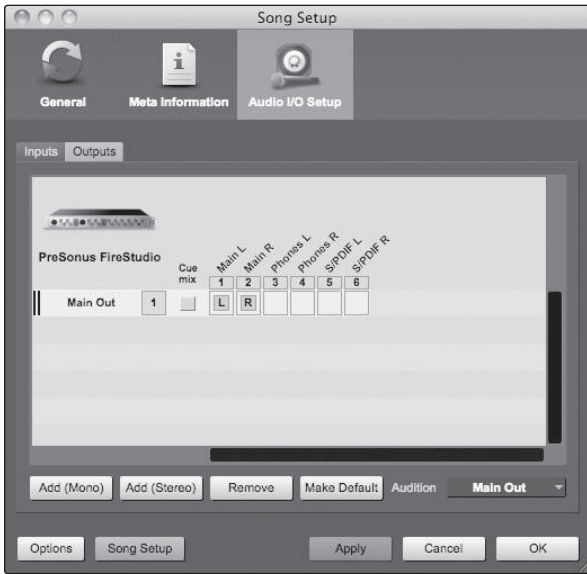 Song Setup
General
Meta Information
Audio I/O Setup
Inputs
Outputs
PreSonus FireStudio
Cue mix
Main L
Main R
Phones L
Phones R
S/PDIF L
S/PDIF R
1 2 3 4 5 6
Main Out 1 L R
Add (Mono) Add (Stereo) Remove Make Default Audition Main Out
Options Song Setup Apply Cancel OK